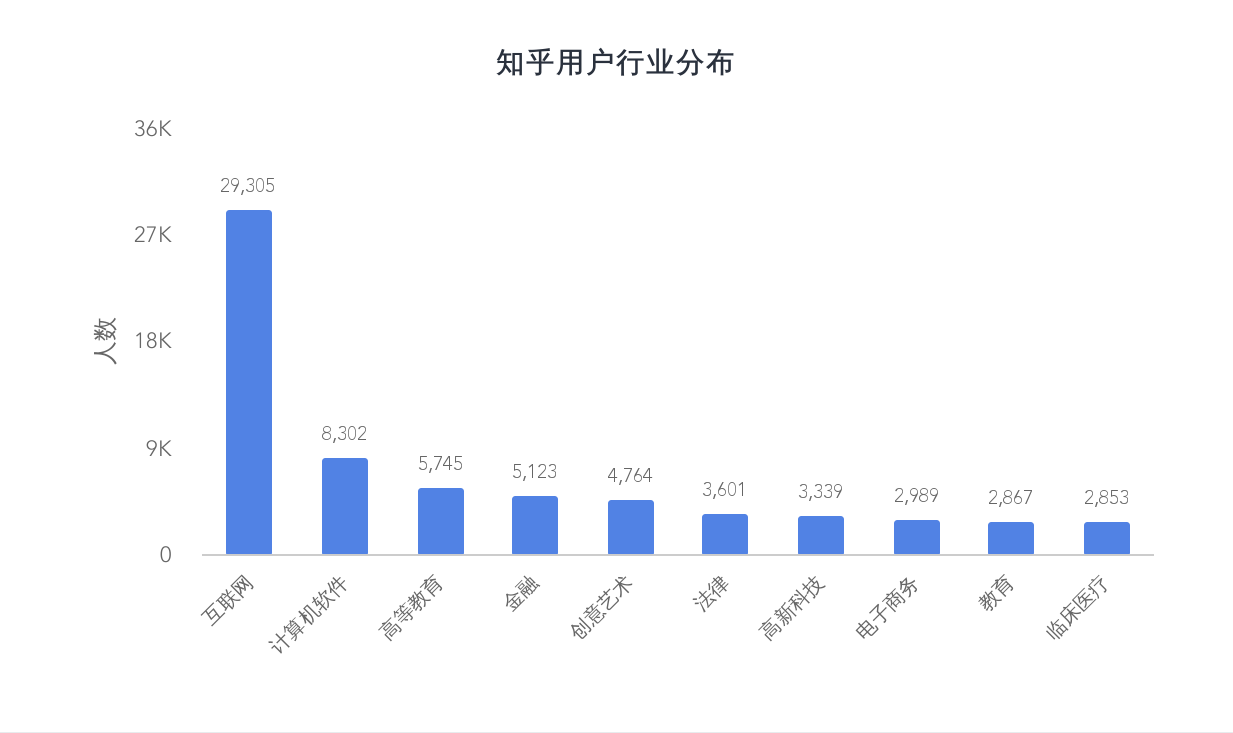 知乎用户行业分布
人数
36K
27K
18K
9K
0
29,305
8,302
5,745
5,123
4,764
3,601
3,339
2,989
2,867
2,853
互联网
计算机软件
高等教育
金融
创意艺术
法律
高新科技
电子商务
教育
临床医疗